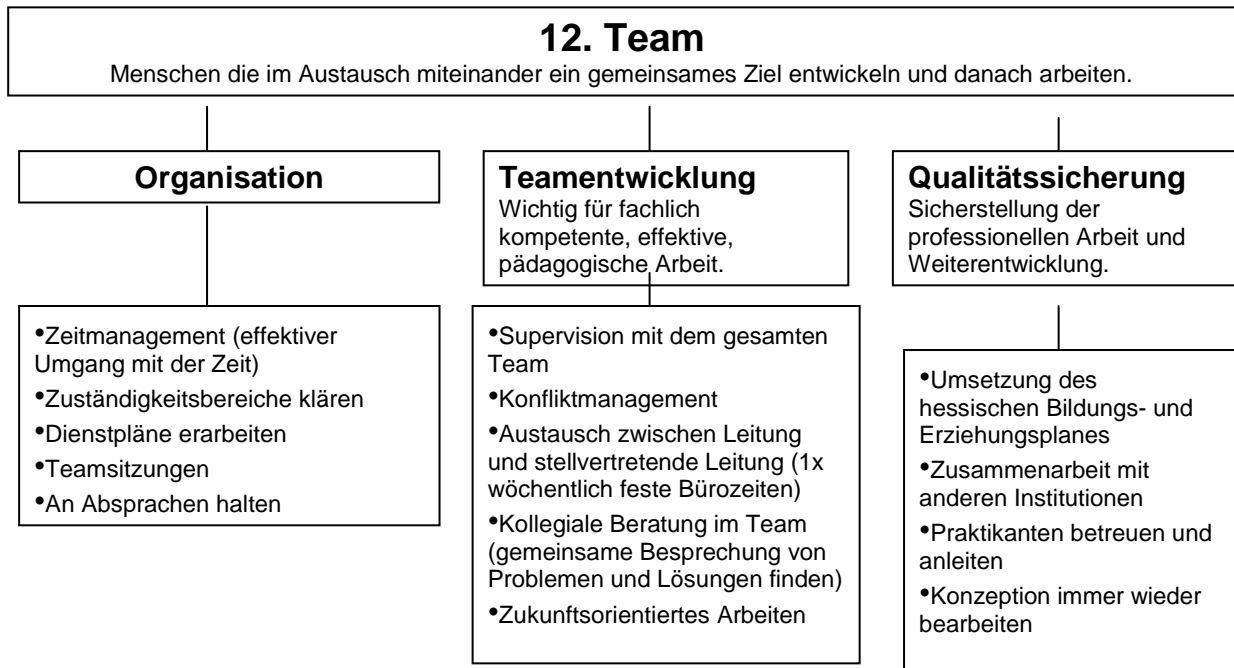 12. Team
Menschen die im Austausch miteinander ein gemeinsames Ziel entwickeln und danach arbeiten.
Organisation
•Zeitmanagement (effektiver
Umgang mit der Zeit)
•Zuständigkeitsbereiche klären
•Dienstpläne erarbeiten
•Teamsitzungen
•An Absprachen halten
Teamentwicklung
Wichtig für fachlich
kompetente, effektive,
pädagogische Arbeit.
•Supervision mit dem gesamten
Team
•Konfliktmanagement
•Austausch zwischen Leitung
und stellvertretende Leitung (1x
wöchentlich feste Bürozeiten)
•Kollegiale Beratung im Team
(gemeinsame Besprechung von
Problemen und Lösungen finden)
•Zukunftsorientiertes Arbeiten
Qualitätssicherung
Sicherstellung der
professionellen Arbeit und
Weiterentwicklung.
•Umsetzung des
hessischen Bildungs- und
Erziehungsplanes
•Zusammenarbeit mit
anderen Institutionen
•Praktikanten betreuen und
anleiten
•Konzeption immer wieder
bearbeiten